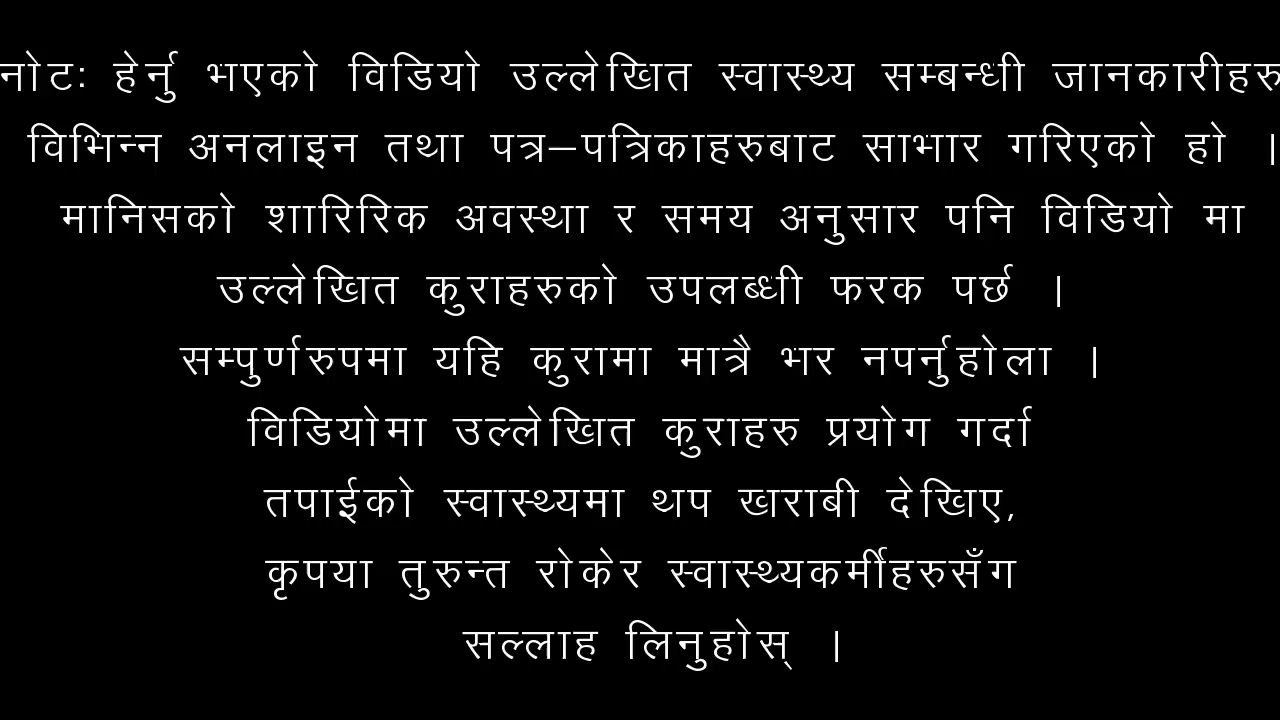 नोटः हेर्नु भएको विडियो उल्लेखित स्वास्थ्य सम्बन्धी जानकारीहरु
विभिन्न अनलाइन तथा पत्र–पत्रिकाहरुबाट साभार गरिएको हो ।
मानिसको शारिरिक अवस्था र समय अनुसार पनि विडियो मा
उल्लेखित कुराहरुको उपलब्धी फरक पर्छ ।
सम्पुर्णरुपमा यहि कुरामा मात्रै भर नपर्नुहोला ।
विडियोमा उल्लेखित कुराहरु प्रयोग गर्दा
तपाईको स्वास्थ्यमा थप खराबी देखिए,
कृपया तुरुन्त रोकेर स्वास्थ्यकर्मीहरुसँग
सल्लाह लिनुहोस् ।